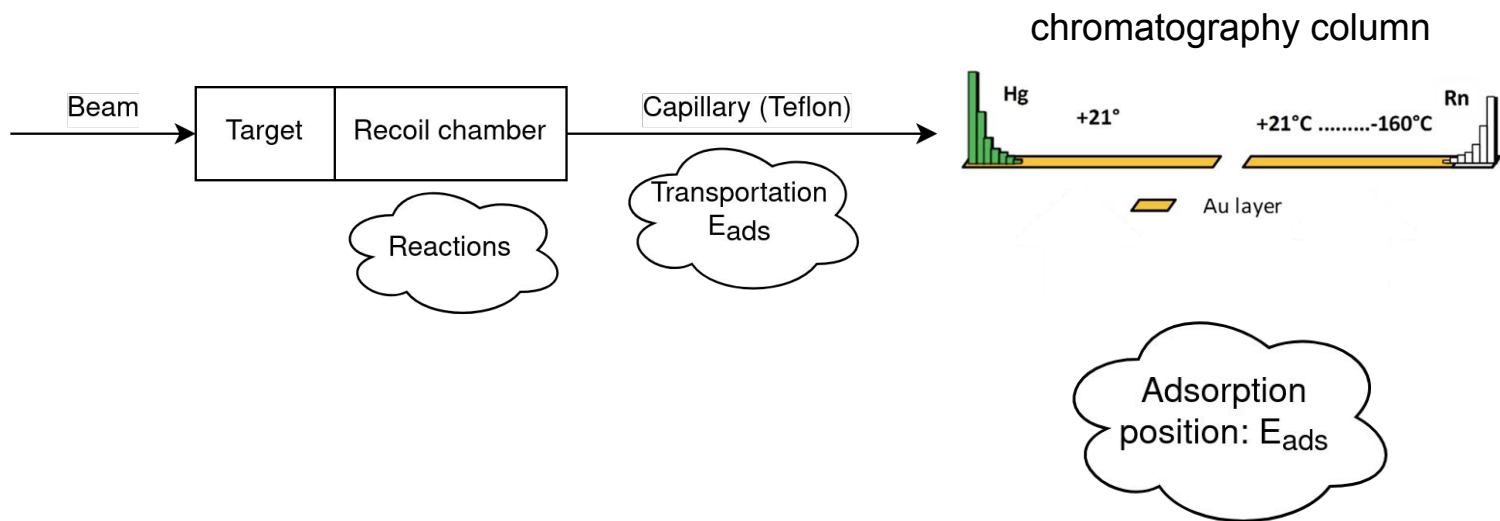 chromatography column
Beam
Target
Recoil chamber
Capillary (Teflon)
Hg
+21°
+21°C .........-160°C
Rn
Au layer
Reactions
Transportation
Eads
Adsorption
position: Eads